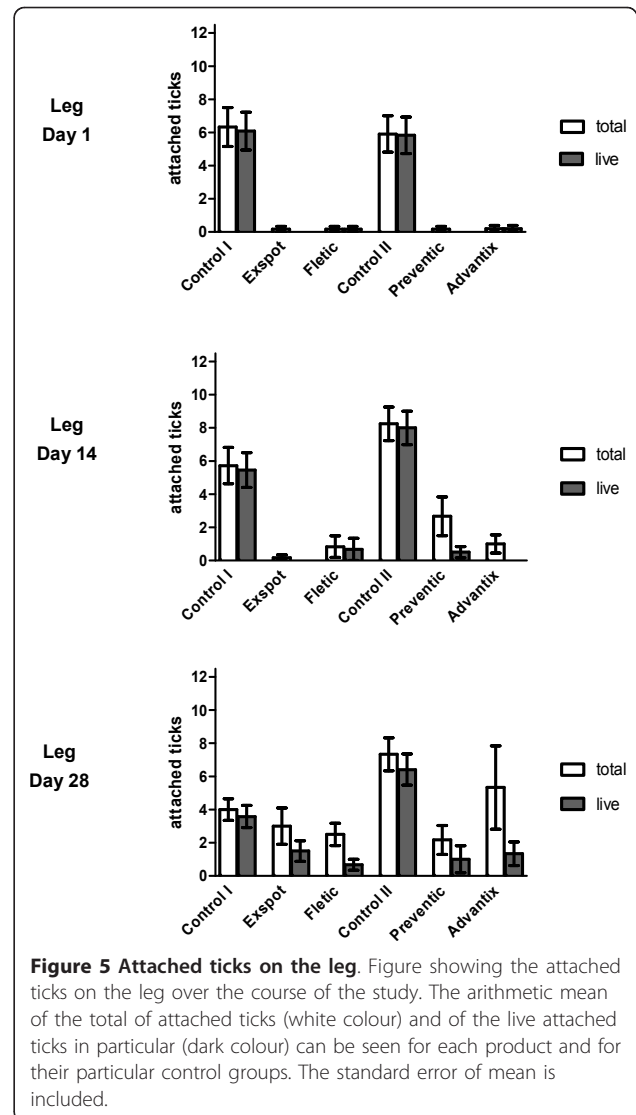 Leg
Day 1
attached ticks
12
10
8
6
4
2
0
Control I
Exspot
Fletic
Control II
Preventic
Advantix
total
live
Leg
Day 14
attached ticks
12
10
8
6
4
2
0
Control I
Exspot
Fletic
Control II
Preventic
Advantix
total
live
Leg
Day 28
attached ticks
12
10
8
6
4
2
0
Control I
Exspot
Fletic
Control II
Preventic
Advantix
total
live
Figure 5 Attached ticks on the leg. Figure showing the attached
ticks on the leg over the course of the study. The arithmetic mean
of the total of attached ticks (white colour) and of the live attached
ticks in particular (dark colour) can be seen for each product and for
their particular control groups. The standard error of mean is
included.